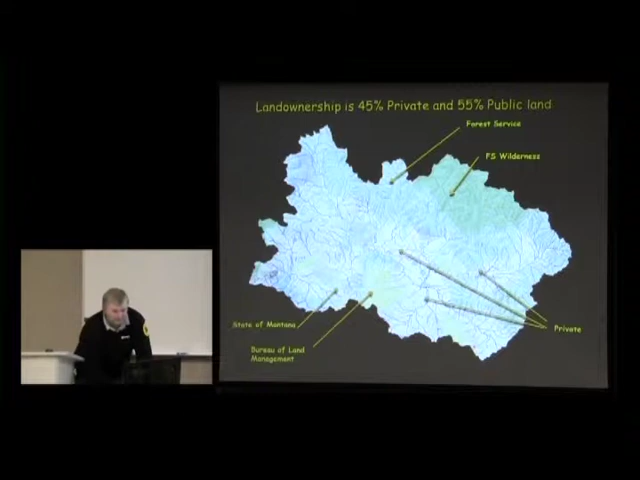 Landownership is 45% Private and 55% Public land
Forest Service
FS Wilderness
State of Montana
Bureau of Land
Management
Private